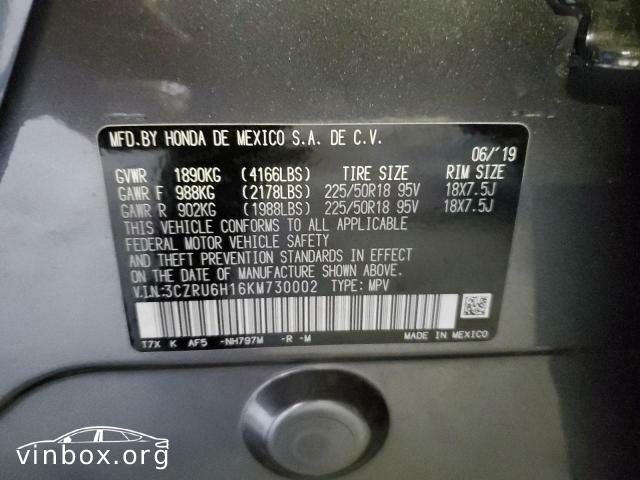 MFD.BY HONDA DE MEXICO S.A. DE C.V.
06/'19
GVWR 1890KG (4166LBS) TIRE SIZE RIM SIZE
GAWR F 988KG (2178LBS) 225/50R18 95V 18X7.5J
GAWR R 902KG (1988LBS) 225/50R18 95V 18X7.5J
THIS VEHICLE CONFORMS TO ALL APPLICABLE
FEDERAL MOTOR VEHICLE SAFETY
AND THEFT PREVENTION STANDARDS IN EFFECT
ON THE DATE OF MANUFACTURE SHOWN ABOVE.
V.I.N:3CZRU6H16KM730002 TYPE: MPV
T7X K AF5 -NH797M -R -M MADE IN MEXICO
vinbox.org